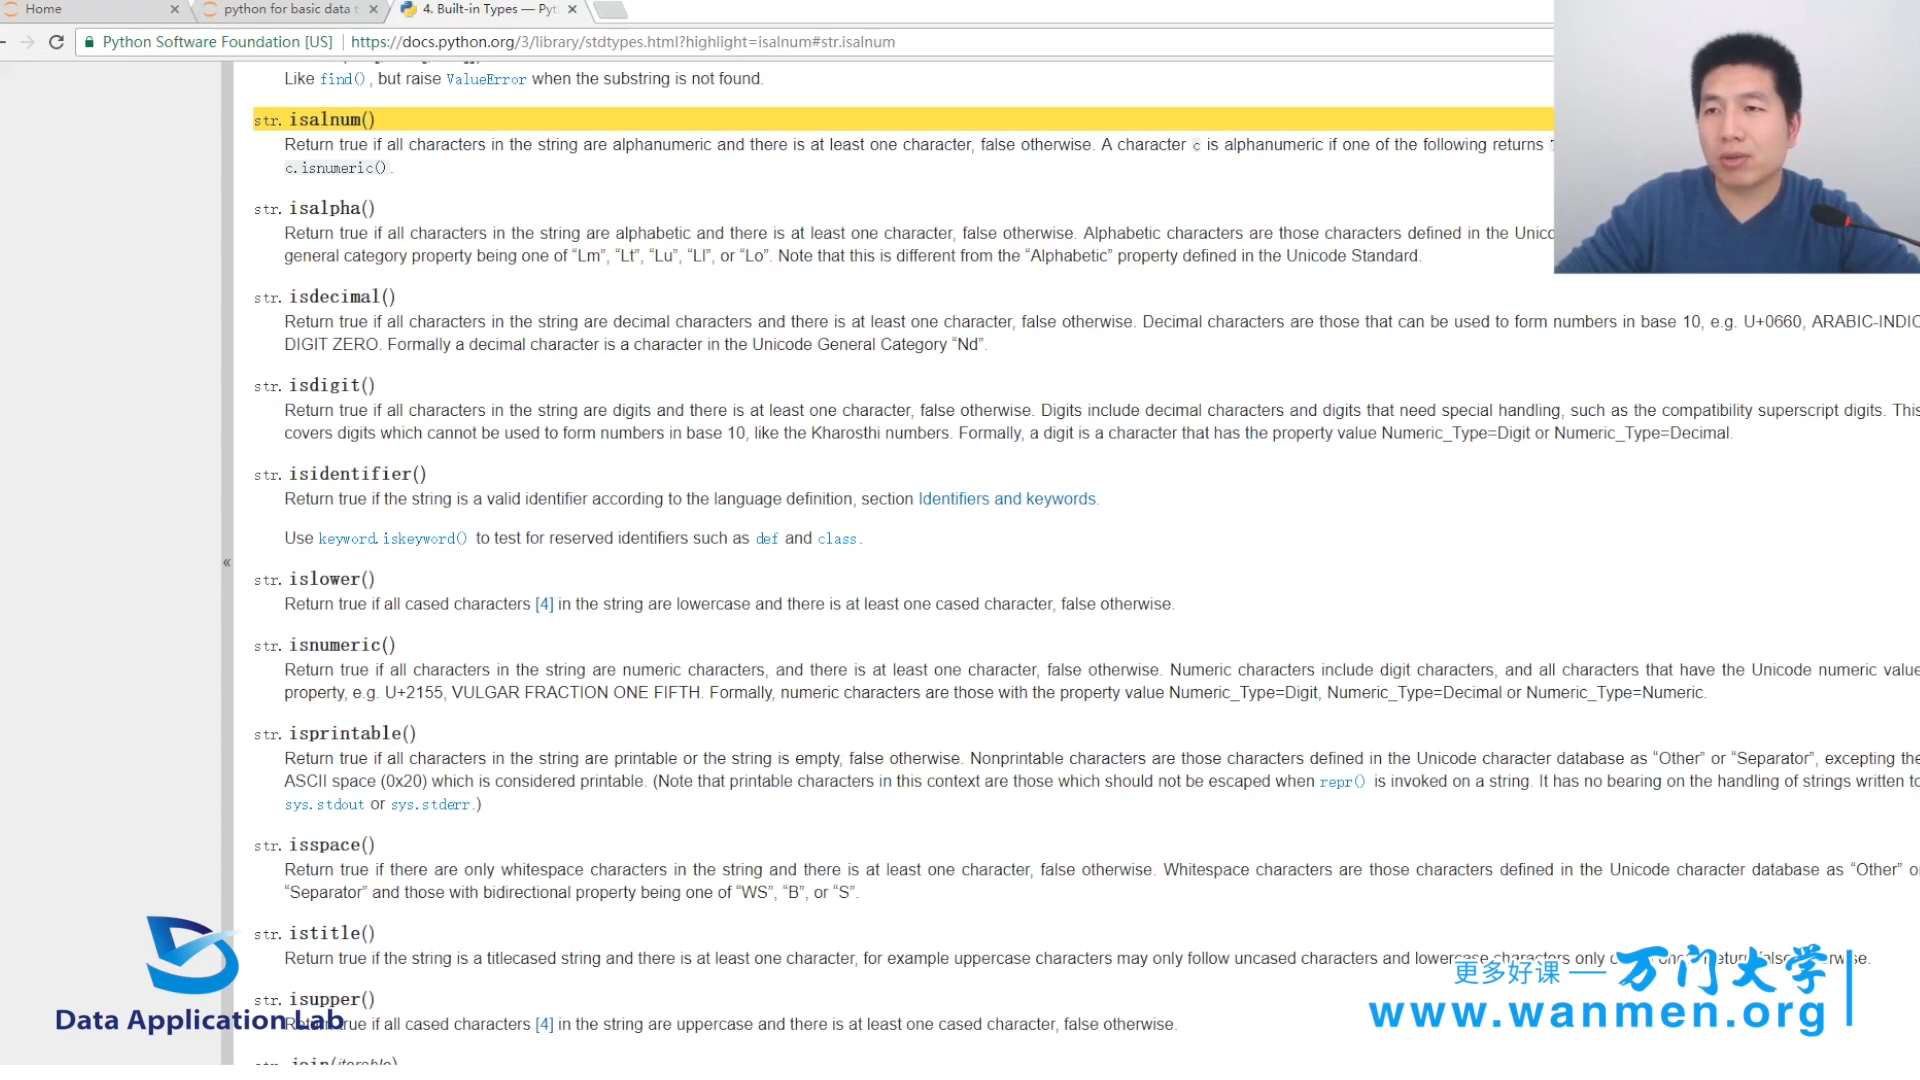 Home
python for basic data t
4. Built-in Types — Pyt
Python Software Foundation [US]
https://docs.python.org/3/library/stdtypes.html?highlight=isalnum#str.isalnum
Like find(), but raise ValueError when the substring is not found.
str. isalnum()
Return true if all characters in the string are alphanumeric and there is at least one character, false otherwise. A character c is alphanumeric if one of the following returns
c.isnumeric().
str. isalpha()
Return true if all characters in the string are alphabetic and there is at least one character, false otherwise. Alphabetic characters are those characters defined in the Unico
general category property being one of “Lm”, “Lt”, “Lu”, “Ll”, or “Lo”. Note that this is different from the “Alphabetic” property defined in the Unicode Standard.
str. isdecimal()
Return true if all characters in the string are decimal characters and there is at least one character, false otherwise. Decimal characters are those that can be used to form numbers in base 10, e.g. U+0660, ARABIC-INDIC
DIGIT ZERO. Formally a decimal character is a character in the Unicode General Category “Nd”.
str. isdigit()
Return true if all characters in the string are digits and there is at least one character, false otherwise. Digits include decimal characters and digits that need special handling, such as the compatibility superscript digits. This
covers digits which cannot be used to form numbers in base 10, like the Kharosthi numbers. Formally, a digit is a character that has the property value Numeric_Type=Digit or Numeric_Type=Decimal.
str. isidentifier()
Return true if the string is a valid identifier according to the language definition, section Identifiers and keywords.
Use keyword.iskeyword() to test for reserved identifiers such as def and class.
«
str. islower()
Return true if all cased characters [4] in the string are lowercase and there is at least one cased character, false otherwise.
str. isnumeric()
Return true if all characters in the string are numeric characters, and there is at least one character, false otherwise. Numeric characters include digit characters, and all characters that have the Unicode numeric value
property, e.g. U+2155, VULGAR FRACTION ONE FIFTH. Formally, numeric characters are those with the property value Numeric_Type=Digit, Numeric_Type=Decimal or Numeric_Type=Numeric.
str. isprintable()
Return true if all characters in the string are printable or the string is empty, false otherwise. Nonprintable characters are those characters defined in the Unicode character database as “Other” or “Separator”, excepting the
ASCII space (0x20) which is considered printable. (Note that printable characters in this context are those which should not be escaped when repr() is invoked on a string. It has no bearing on the handling of strings written to
sys.stdout or sys.stderr.)
str. isspace()
Return true if there are only whitespace characters in the string and there is at least one character, false otherwise. Whitespace characters are those characters defined in the Unicode character database as “Other” or
“Separator” and those with bidirectional property being one of “WS”, “B”, or “S”.
str. istitle()
Return true if the string is a titlecased string and there is at least one character, for example uppercase characters may only follow uncased characters and lowercase characters only
更多好课 — 万门大学
www.wanmen.org
str. isupper()
Data Application Lab
true if all cased characters [4] in the string are uppercase and there is at least one cased character, false otherwise.